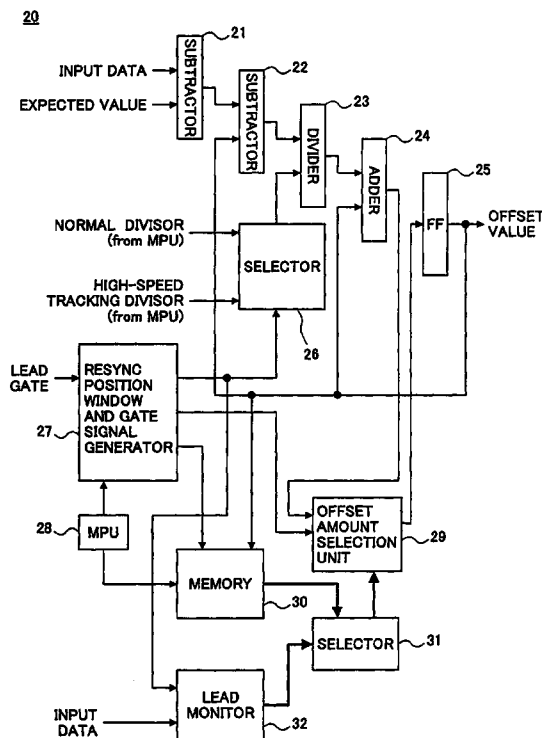 20
21
SUBTRACTOR
INPUT DATA
EXPECTED VALUE
22
SUBTRACTOR
23
DIVIDER
24
ADDER
25
FF
OFFSET
VALUE
NORMAL DIVISOR
(from MPU)
HIGH-SPEED
TRACKING DIVISOR
(from MPU)
SELECTOR
26
LEAD
GATE
RESYNC
POSITION
WINDOW
AND GATE
SIGNAL
GENERATOR
27
28
MPU
OFFSET
AMOUNT
SELECTION
UNIT
29
MEMORY
30
SELECTOR
31
INPUT
DATA
LEAD
MONITOR
32